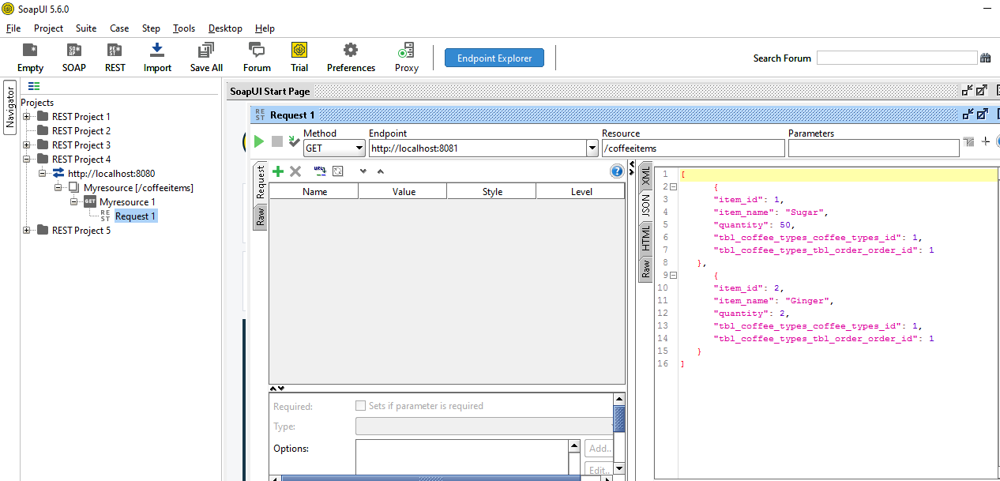 SoapUI 5.6.0
File Project Suite Case Step Tools Desktop Help
Empty SOAP REST Import Save All Forum Trial Preferences Proxy Endpoint Explorer Search Forum
Navigator
Projects
REST Project 1
REST Project 2
REST Project 3
REST Project 4
http://localhost:8080
Myresource [/coffeeitems]
GET Myresource 1
RE ST Request 1
REST Project 5
SoapUI Start Page
RE ST Request 1
Method Endpoint Resource Parameters
GET http://localhost:8081 /coffeeitems
Request
Raw
URL?
Name Value Style Level
Required: Sets if parameter is required
Type:
Options: Add..
Edit..
XML
JSON
HTML
Raw
1 [
2 {
3 "item_id": 1,
4 "item_name": "Sugar",
5 "quantity": 50,
6 "tbl_coffee_types_coffee_types_id": 1,
7 "tbl_coffee_types_tbl_order_order_id": 1
8 },
9 {
10 "item_id": 2,
11 "item_name": "Ginger",
12 "quantity": 2,
13 "tbl_coffee_types_coffee_types_id": 1,
14 "tbl_coffee_types_tbl_order_order_id": 1
15 }
16 ]